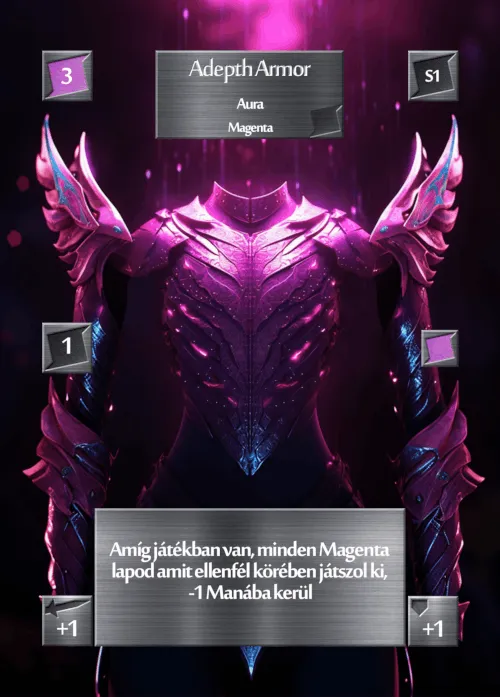 3
Adepth Armor
S1
Aura
Magenta
1
Amíg játékban van, minden Magenta
lapod amit ellenfél körében játszol ki,
-1 Manába kerül
+1
+1